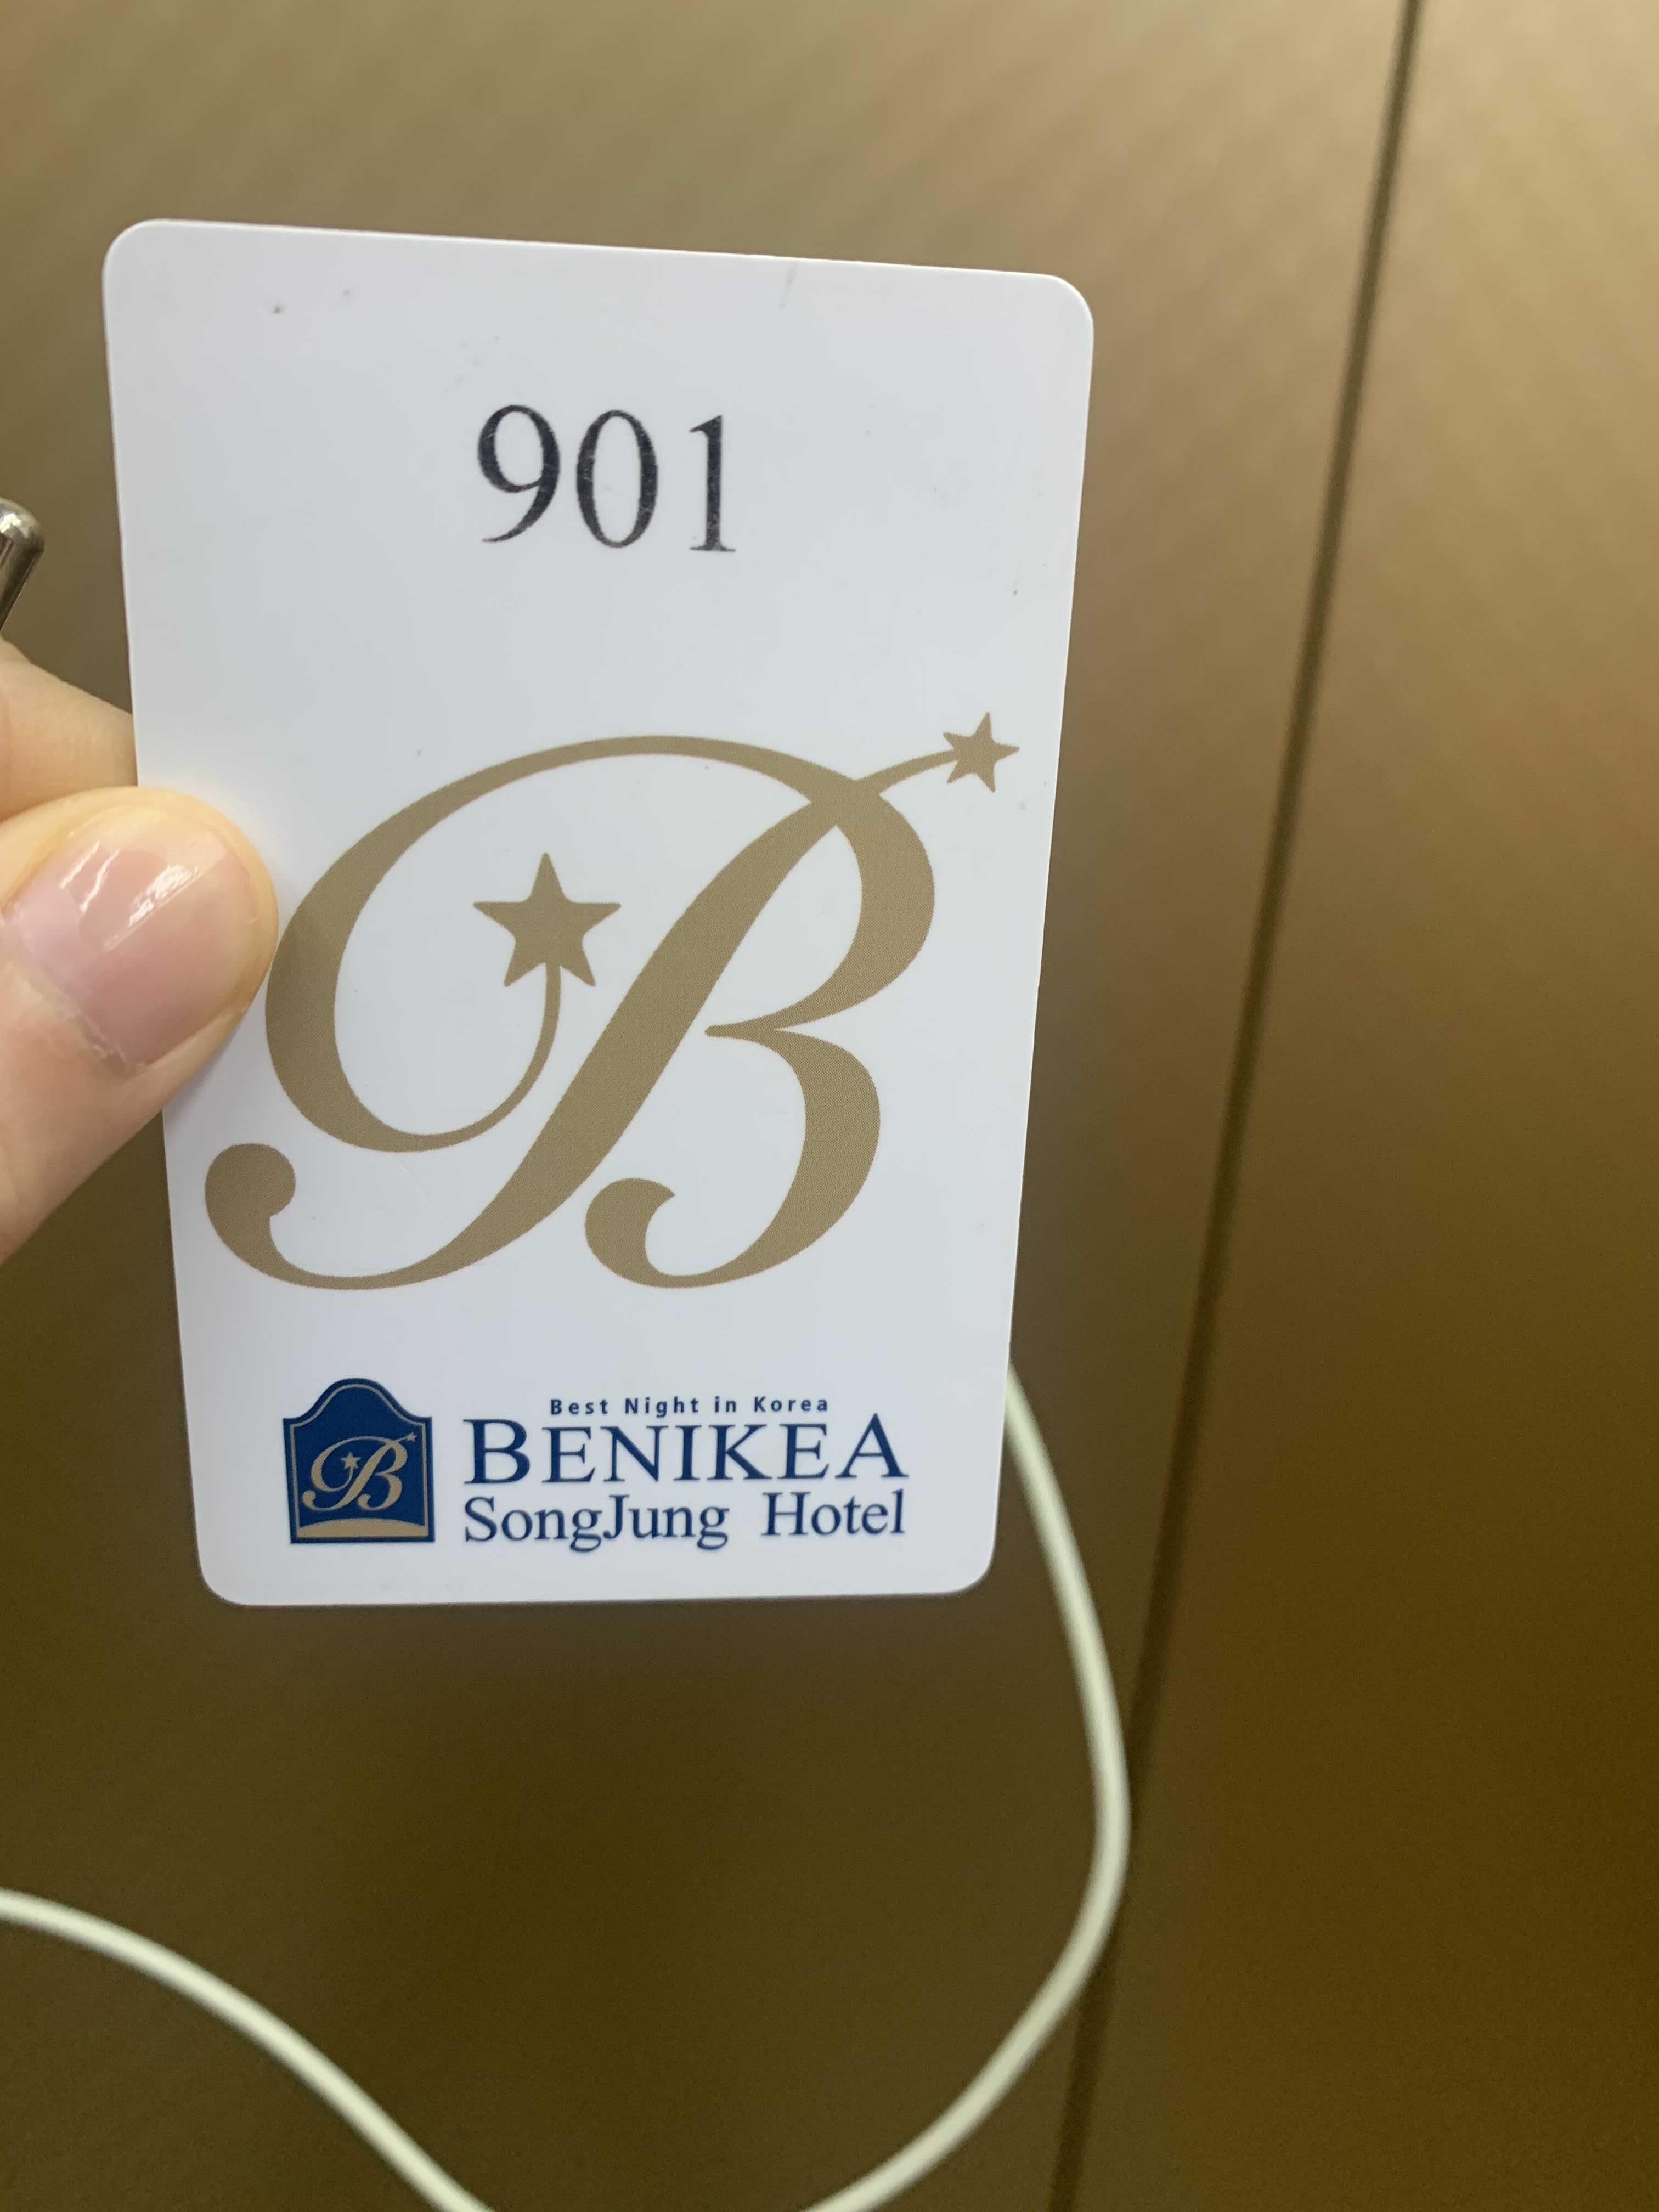 901
B
B
Best Night in Korea
BENIKEA
SongJung Hotel